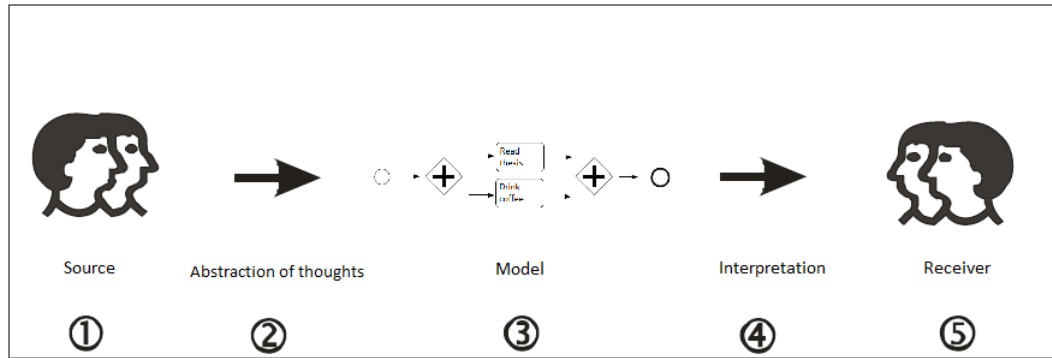 Read
thesis
Drink
coffee
Source
Abstraction of thoughts
Model
Interpretation
Receiver
①
②
③
④
⑤